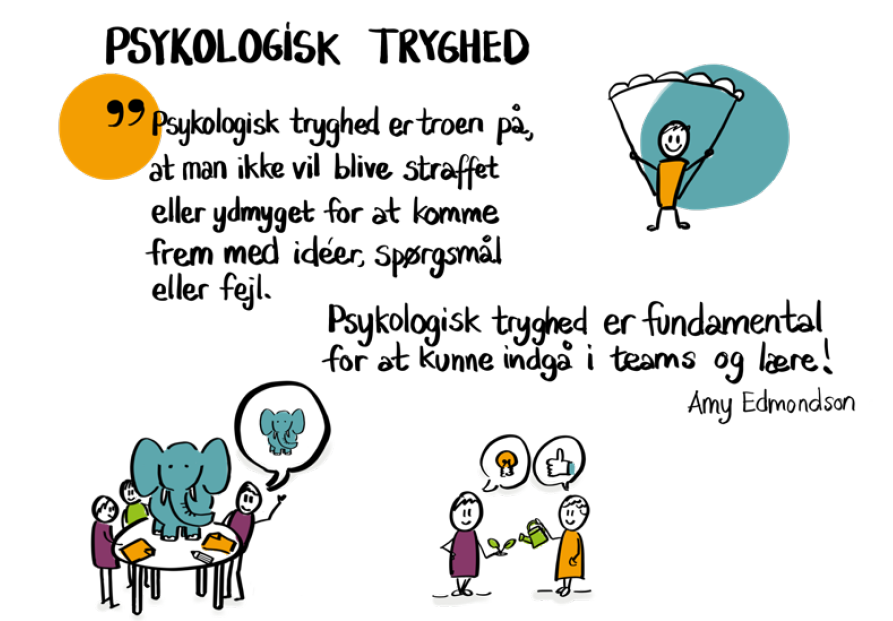 PSYKOLOGISK TRYGHED
" Psykologisk tryghed er troen på,
at man ikke vil blive straffet
eller ydmyget for at komme
frem med idéer, spørgsmål
eller fejl.
Psykologisk tryghed er fundamental
for at kunne indgå i teams og lære!
Amy Edmondson